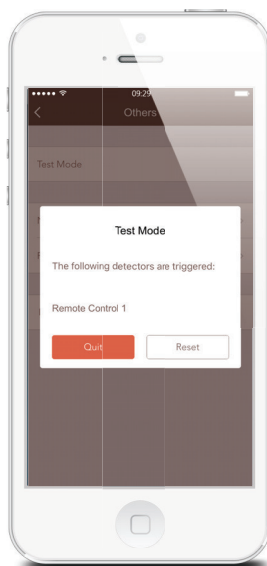 09:29
Others
Test Mode
Test Mode
The following detectors are triggered:
Remote Control 1
Quit
Reset